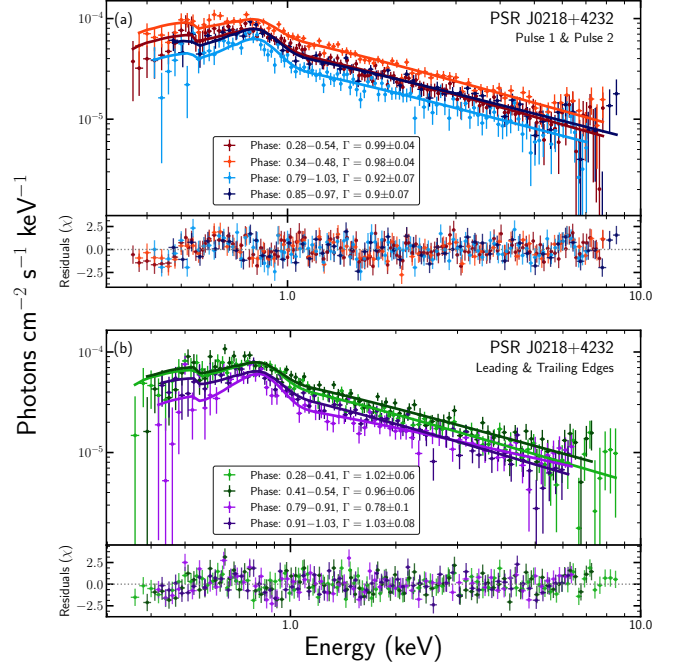 (a)
PSR J0218+4232
Pulse 1 & Pulse 2
10⁻⁴
10⁻⁵
Phase: 0.28−0.54, Γ = 0.99±0.04
Phase: 0.34−0.48, Γ = 0.98±0.04
Phase: 0.79−1.03, Γ = 0.92±0.07
Phase: 0.85−0.97, Γ = 0.9±0.07
Residuals (χ)
2.5
0.0
−2.5
1.0
10.0
Photons cm⁻² s⁻¹ keV⁻¹
(b)
PSR J0218+4232
Leading & Trailing Edges
10⁻⁴
10⁻⁵
Phase: 0.28−0.41, Γ = 1.02±0.06
Phase: 0.41−0.54, Γ = 0.96±0.06
Phase: 0.79−0.91, Γ = 0.78±0.1
Phase: 0.91−1.03, Γ = 1.03±0.08
Residuals (χ)
2.5
0.0
−2.5
1.0
10.0
Energy (keV)